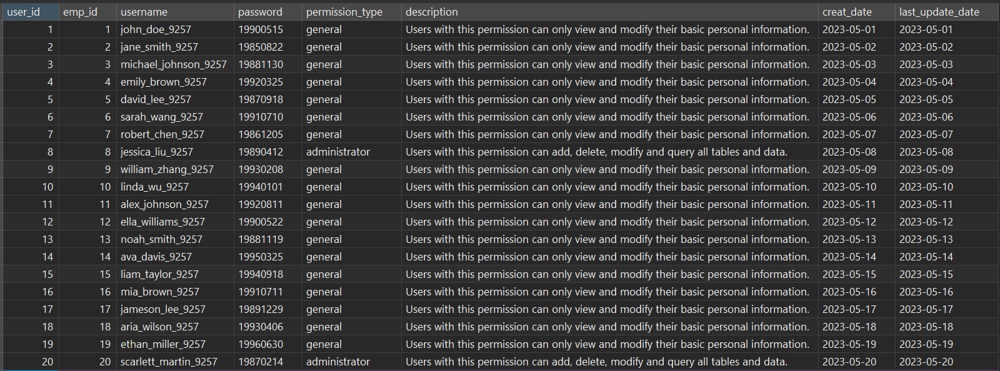 user_id emp_id username password permission_type description creat_date last_update_date
1 1 john_doe_9257 19900515 general Users with this permission can only view and modify their basic personal information. 2023-05-01 2023-05-01
2 2 jane_smith_9257 19850822 general Users with this permission can only view and modify their basic personal information. 2023-05-02 2023-05-02
3 3 michael_johnson_9257 19881130 general Users with this permission can only view and modify their basic personal information. 2023-05-03 2023-05-03
4 4 emily_brown_9257 19920325 general Users with this permission can only view and modify their basic personal information. 2023-05-04 2023-05-04
5 5 david_lee_9257 19870918 general Users with this permission can only view and modify their basic personal information. 2023-05-05 2023-05-05
6 6 sarah_wang_9257 19910710 general Users with this permission can only view and modify their basic personal information. 2023-05-06 2023-05-06
7 7 robert_chen_9257 19861205 general Users with this permission can only view and modify their basic personal information. 2023-05-07 2023-05-07
8 8 jessica_liu_9257 19890412 administrator Users with this permission can add, delete, modify and query all tables and data. 2023-05-08 2023-05-08
9 9 william_zhang_9257 19930208 general Users with this permission can only view and modify their basic personal information. 2023-05-09 2023-05-09
10 10 linda_wu_9257 19940101 general Users with this permission can only view and modify their basic personal information. 2023-05-10 2023-05-10
11 11 alex_johnson_9257 19920811 general Users with this permission can only view and modify their basic personal information. 2023-05-11 2023-05-11
12 12 ella_williams_9257 19900522 general Users with this permission can only view and modify their basic personal information. 2023-05-12 2023-05-12
13 13 noah_smith_9257 19881119 general Users with this permission can only view and modify their basic personal information. 2023-05-13 2023-05-13
14 14 ava_davis_9257 19950325 general Users with this permission can only view and modify their basic personal information. 2023-05-14 2023-05-14
15 15 liam_taylor_9257 19940918 general Users with this permission can only view and modify their basic personal information. 2023-05-15 2023-05-15
16 16 mia_brown_9257 19910711 general Users with this permission can only view and modify their basic personal information. 2023-05-16 2023-05-16
17 17 jameson_lee_9257 19891229 general Users with this permission can only view and modify their basic personal information. 2023-05-17 2023-05-17
18 18 aria_wilson_9257 19930406 general Users with this permission can only view and modify their basic personal information. 2023-05-18 2023-05-18
19 19 ethan_miller_9257 19960630 general Users with this permission can only view and modify their basic personal information. 2023-05-19 2023-05-19
20 20 scarlett_martin_9257 19870214 administrator Users with this permission can add, delete, modify and query all tables and data. 2023-05-20 2023-05-20